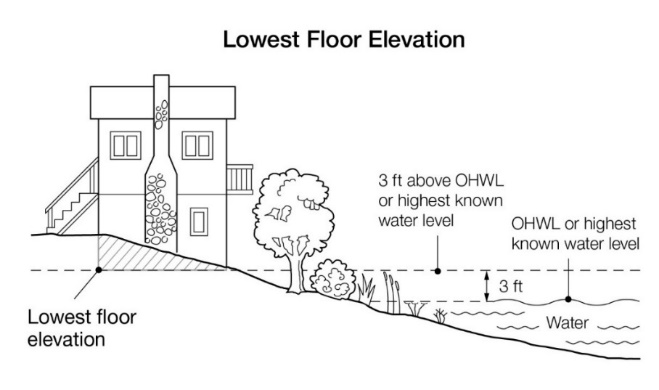 Lowest Floor Elevation
3 ft above OHWL
or highest known
water level
OHWL or highest
known water level
3 ft
Water
Lowest floor
elevation